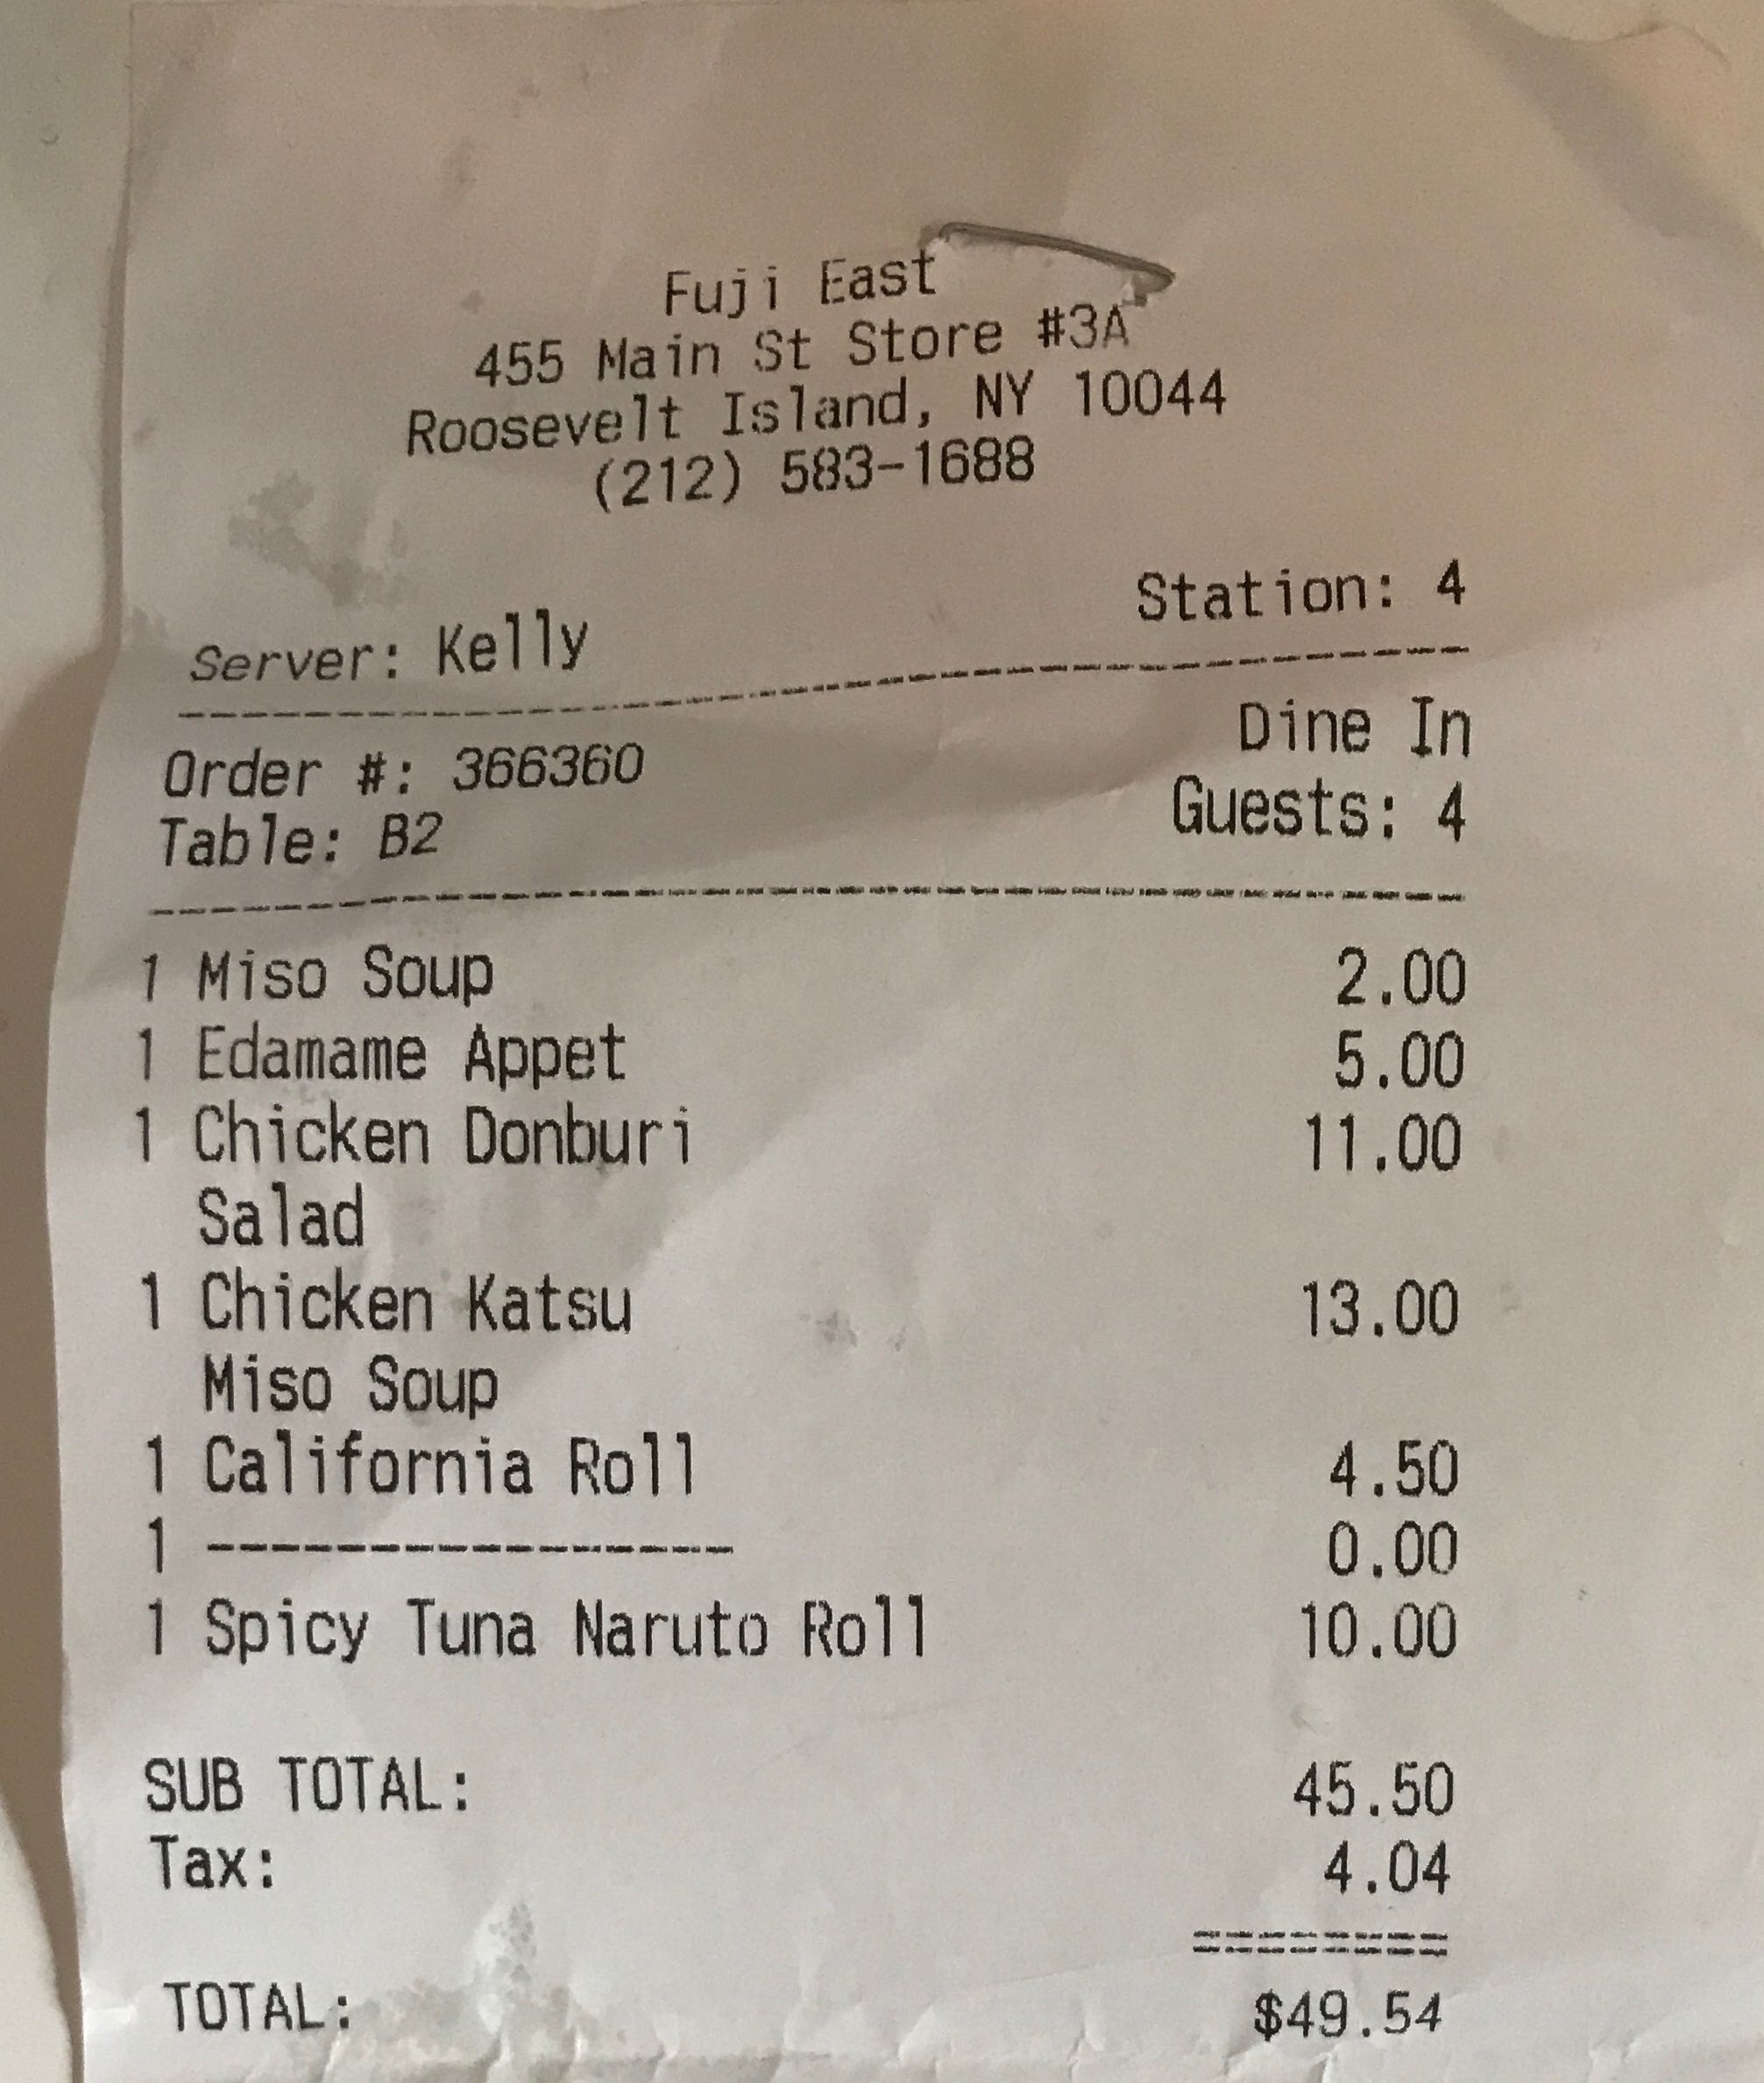 Fuji East
455 Main St Store #3A
Roosevelt Island, NY 10044
(212) 583-1688
Station: 4
Server: Kelly
--------------------------------
Order #: 366360 Dine In
Table: B2 Guests: 4
--------------------------------
1 Miso Soup 2.00
1 Edamame Appet 5.00
1 Chicken Donburi 11.00
Salad
1 Chicken Katsu 13.00
Miso Soup
1 California Roll 4.50
1 ---------------- 0.00
1 Spicy Tuna Naruto Roll 10.00
SUB TOTAL: 45.50
Tax: 4.04
========
TOTAL: $49.54